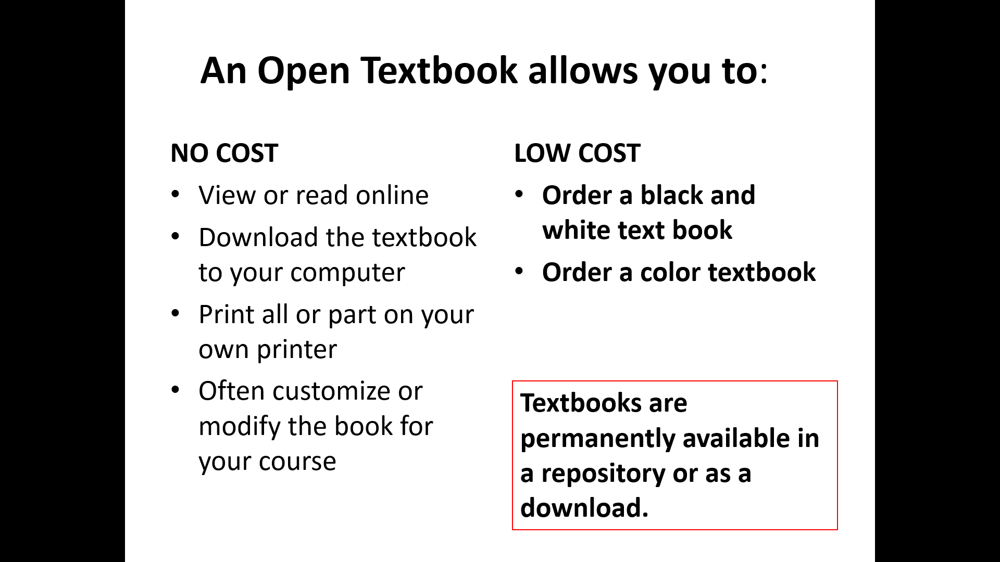 An Open Textbook allows you to:
NO COST
• View or read online
• Download the textbook
to your computer
• Print all or part on your
own printer
• Often customize or
modify the book for
your course
LOW COST
• Order a black and
white text book
• Order a color textbook
Textbooks are
permanently available in
a repository or as a
download.